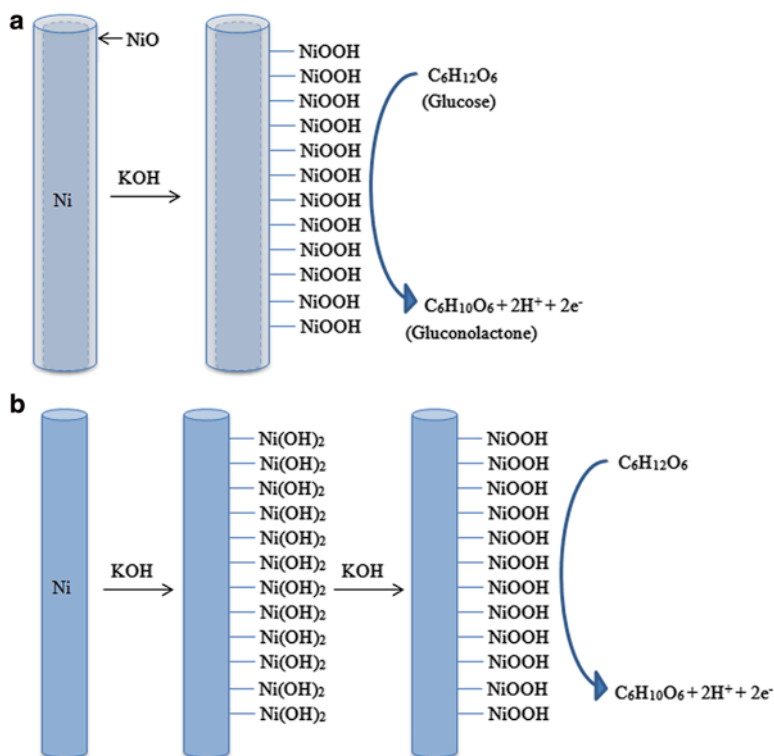 a
NiO
Ni
KOH
NiOOH
NiOOH
NiOOH
NiOOH
NiOOH
NiOOH
NiOOH
NiOOH
NiOOH
NiOOH
NiOOH
NiOOH
C₆H₁₂O₆
(Glucose)
C₆H₁₀O₆ + 2H⁺ + 2e⁻
(Gluconolactone)
b
Ni
KOH
Ni(OH)₂
Ni(OH)₂
Ni(OH)₂
Ni(OH)₂
Ni(OH)₂
Ni(OH)₂
Ni(OH)₂
Ni(OH)₂
Ni(OH)₂
Ni(OH)₂
Ni(OH)₂
Ni(OH)₂
KOH
NiOOH
NiOOH
NiOOH
NiOOH
NiOOH
NiOOH
NiOOH
NiOOH
NiOOH
NiOOH
NiOOH
NiOOH
C₆H₁₂O₆
C₆H₁₀O₆ + 2H⁺ + 2e⁻